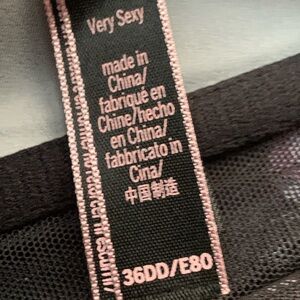 Very Sexy
made in
China/
fabriqué en
Chine/hecho
en China/
fabbricato in
Cina/
中国制造
36DD/E80